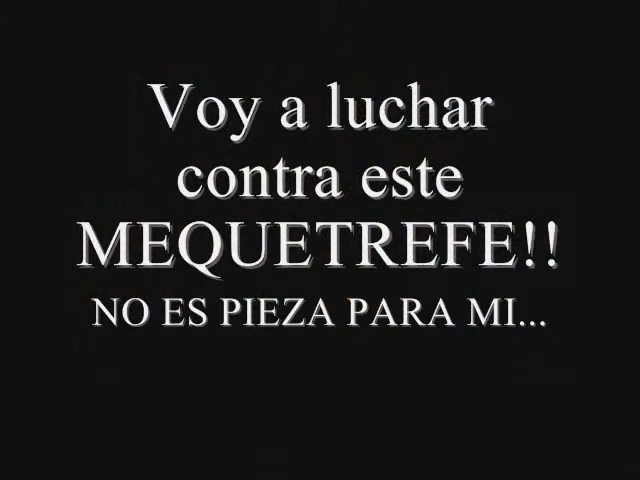 Voy a luchar
contra este
MEQUETREFE!!
NO ES PIEZA PARA MI...